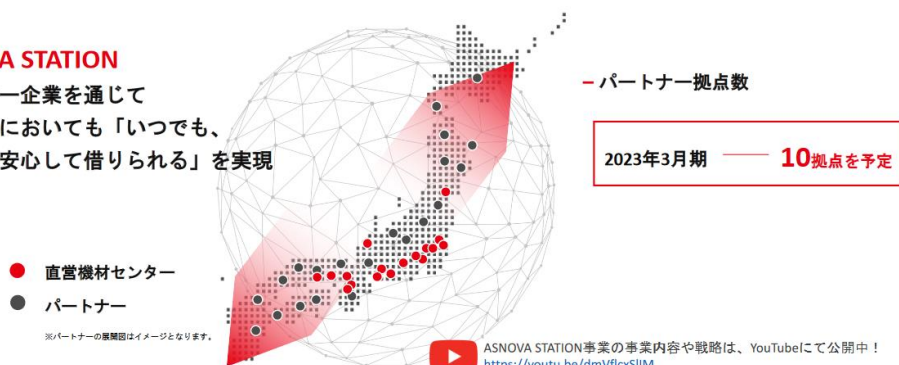 A STATION
一企業を通じて
においても「いつでも、
安心して借りられる」を実現
直営機材センター
パートナー
※パートナーの展開図はイメージとなります。
パートナー拠点数
2023年3月期 10拠点を予定
ASNOVA STATION事業の事業内容や戦略は、YouTubeにて公開中！